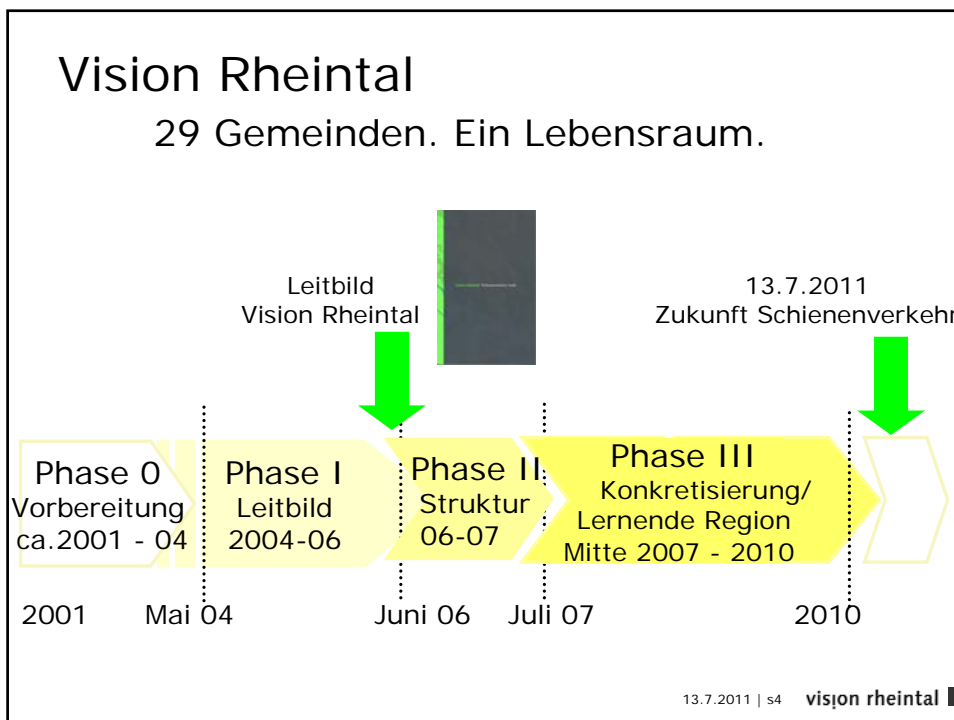 Vision Rheintal
29 Gemeinden. Ein Lebensraum.
Leitbild
Vision Rheintal
13.7.2011
Zukunft Schienenverkehr
Phase 0
Vorbereitung
ca.2001 - 04
Phase I
Leitbild
2004-06
Phase II
Struktur
06-07
Phase III
Konkretisierung/
Lernende Region
Mitte 2007 - 2010
2001
Mai 04
Juni 06
Juli 07
2010
13.7.2011 | s4
vision rheintal